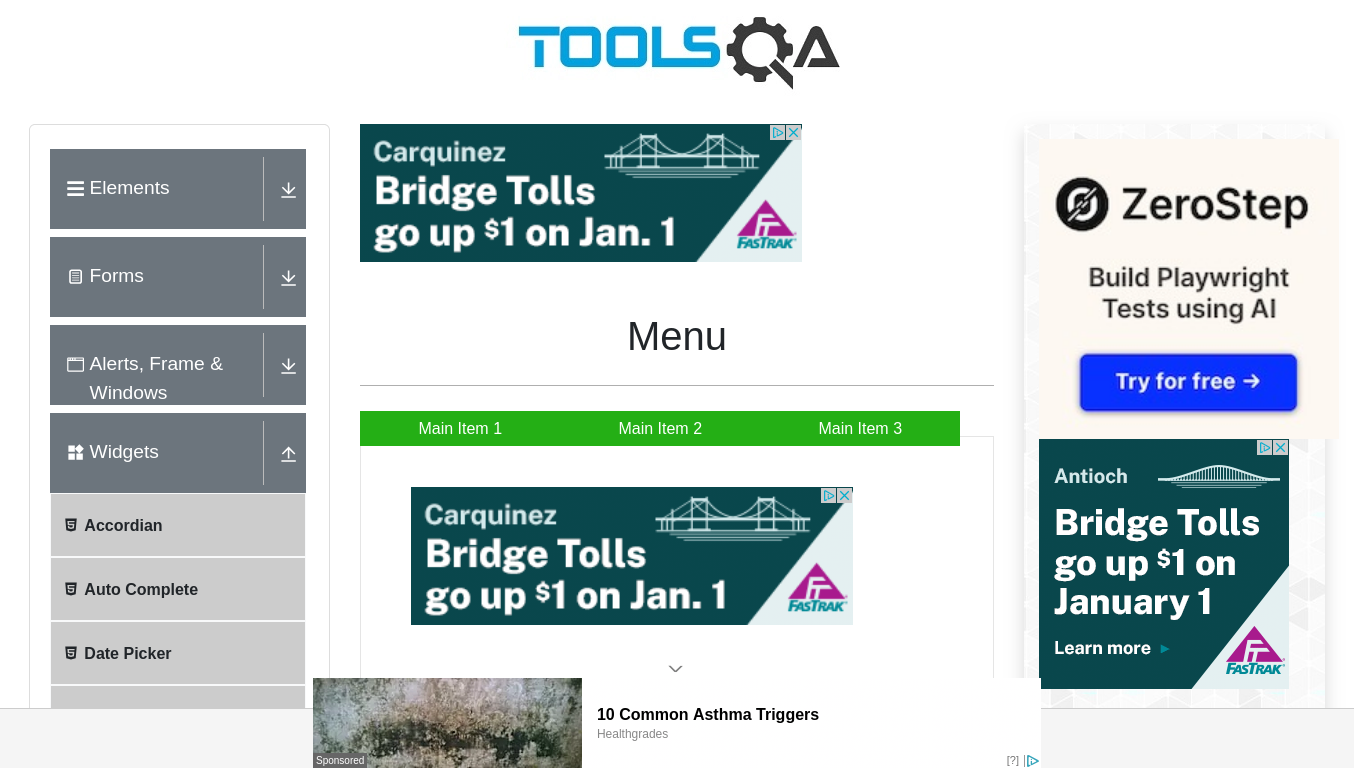 TOOLSQA
Elements
Forms
Alerts, Frame &
Windows
Widgets
Accordian
Auto Complete
Date Picker
Carquinez
Bridge Tolls
go up $1 on Jan. 1
FASTRAK
Menu
Main Item 1
Main Item 2
Main Item 3
Carquinez
Bridge Tolls
go up $1 on Jan. 1
FASTRAK
ZeroStep
Build Playwright
Tests using AI
Try for free →
Antioch
Bridge Tolls
go up $1 on
January 1
Learn more
FASTRAK
Sponsored
10 Common Asthma Triggers
Healthgrades
[?]